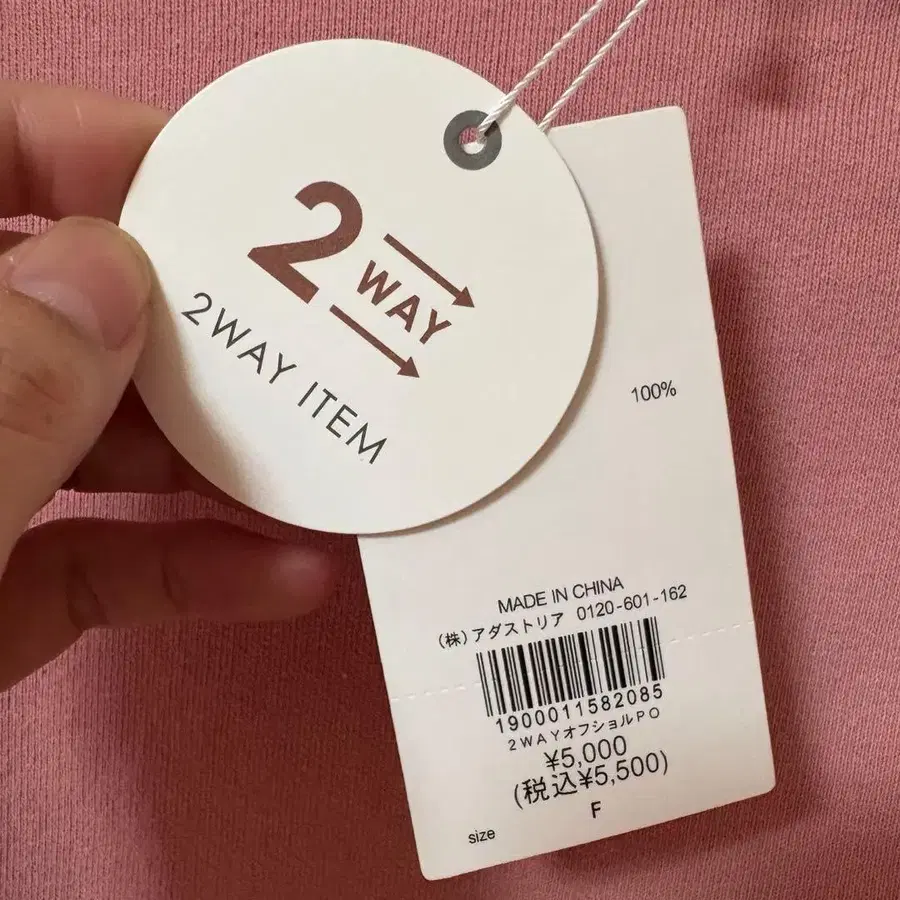 2 WAY
2WAY ITEM
100%
MADE IN CHINA
(株)アダストリア 0120-601-162
1900011582085
2WAYオフショルPO
¥5,000
(税込¥5,500)
F
size